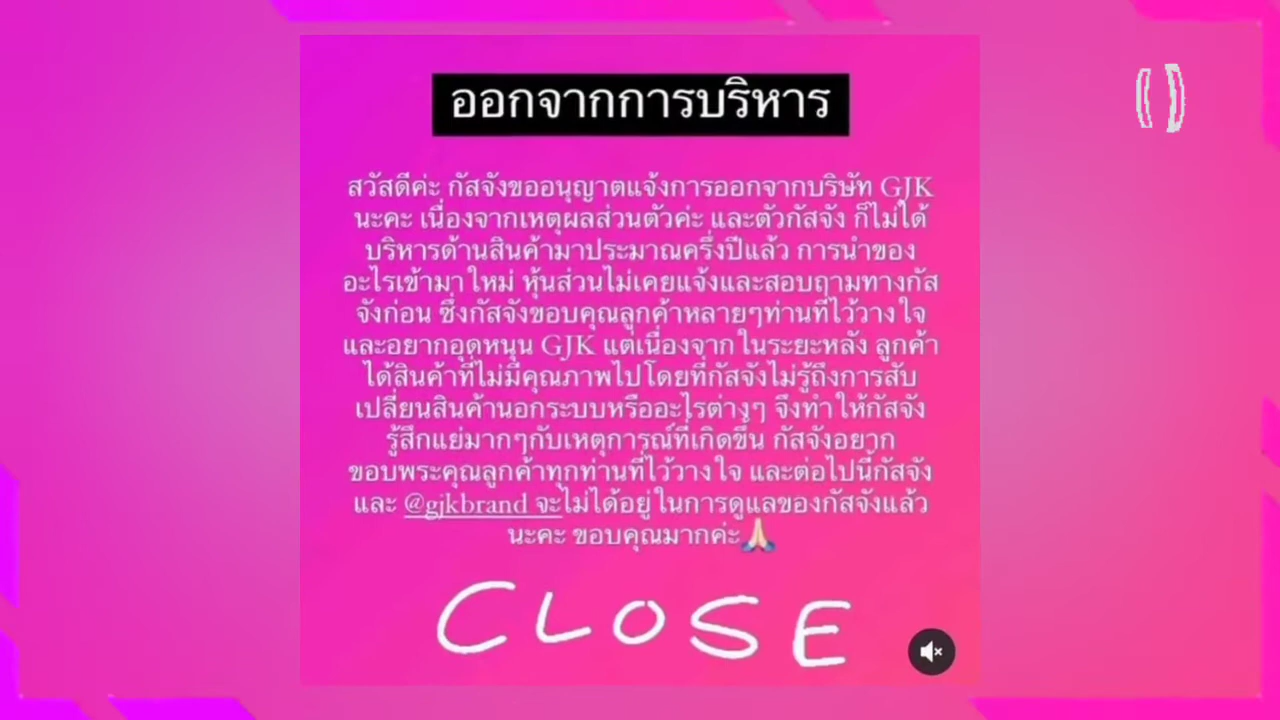 ออกจากการบริหาร
สวัสดีค่ะ กัสจังขออนุญาตแจ้งการออกจากบริษัท GJK
นะคะ เนื่องจากเหตุผลส่วนตัวค่ะ และตัวกัสจัง ก็ไม่ได้
บริหารด้านสินค้ามาประมาณครึ่งปีแล้ว การนำของ
อะไรเข้ามาใหม่ หุ้นส่วนไม่เคยแจ้งและสอบถามทางกัส
จังก่อน ซึ่งกัสจังขอบคุณลูกค้าหลายๆท่านที่ไว้วางใจ
และอยากอุดหนุน GJK แต่เนื่องจากในระยะหลัง ลูกค้า
ได้สินค้าที่ไม่มีคุณภาพไปโดยที่กัสจังไม่รู้ถึงการสับ
เปลี่ยนสินค้านอกระบบหรืออะไรต่างๆ จึงทำให้กัสจัง
รู้สึกแย่มากๆกับเหตุการณ์ที่เกิดขึ้น กัสจังอยาก
ขอบพระคุณลูกค้าทุกท่านที่ไว้วางใจ และต่อไปนี้กัสจัง
และ @gjkbrand จะไม่ได้อยู่ในการดูแลของกัสจังแล้ว
นะคะ ขอบคุณมากค่ะ🙏🏻
CLOSE